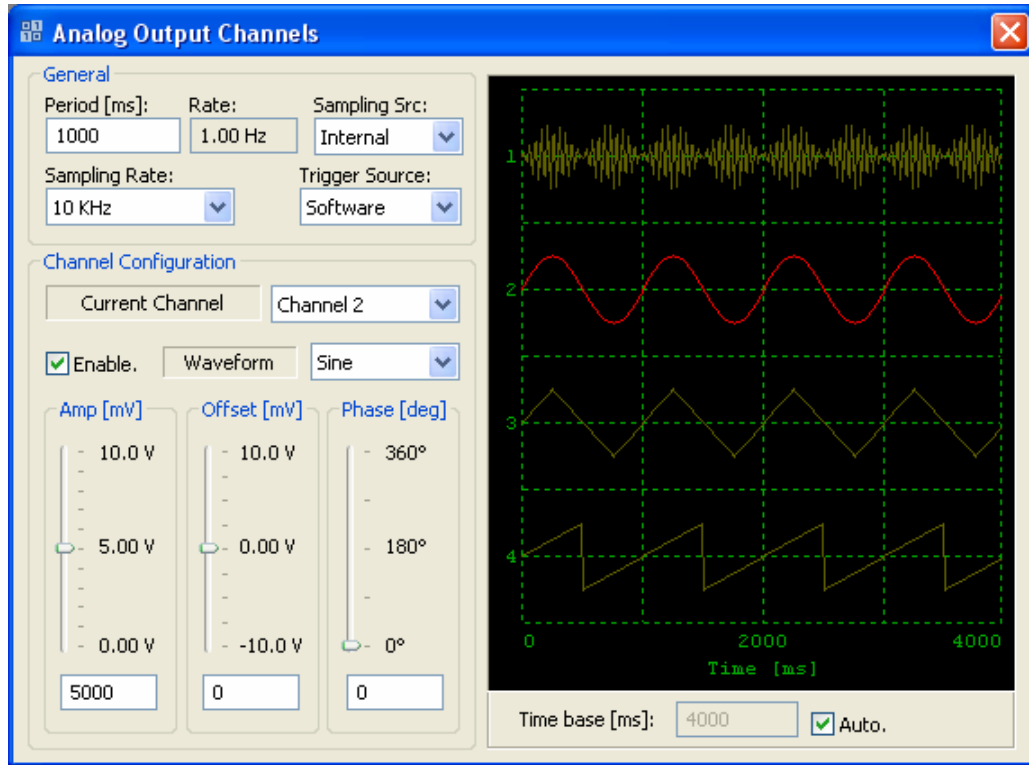 Analog Output Channels
General
Period [ms]: Rate: Sampling Src:
1000 1.00 Hz Internal
Sampling Rate: Trigger Source:
10 KHz Software
Channel Configuration
Current Channel Channel 2
Enable. Waveform Sine
Amp [mV] Offset [mV] Phase [deg]
10.0 V 10.0 V 360°
5.00 V 0.00 V 180°
0.00 V -10.0 V 0°
5000 0 0
1
2
3
4
0 2000 4000
Time [ms]
Time base [ms]: 4000 Auto.